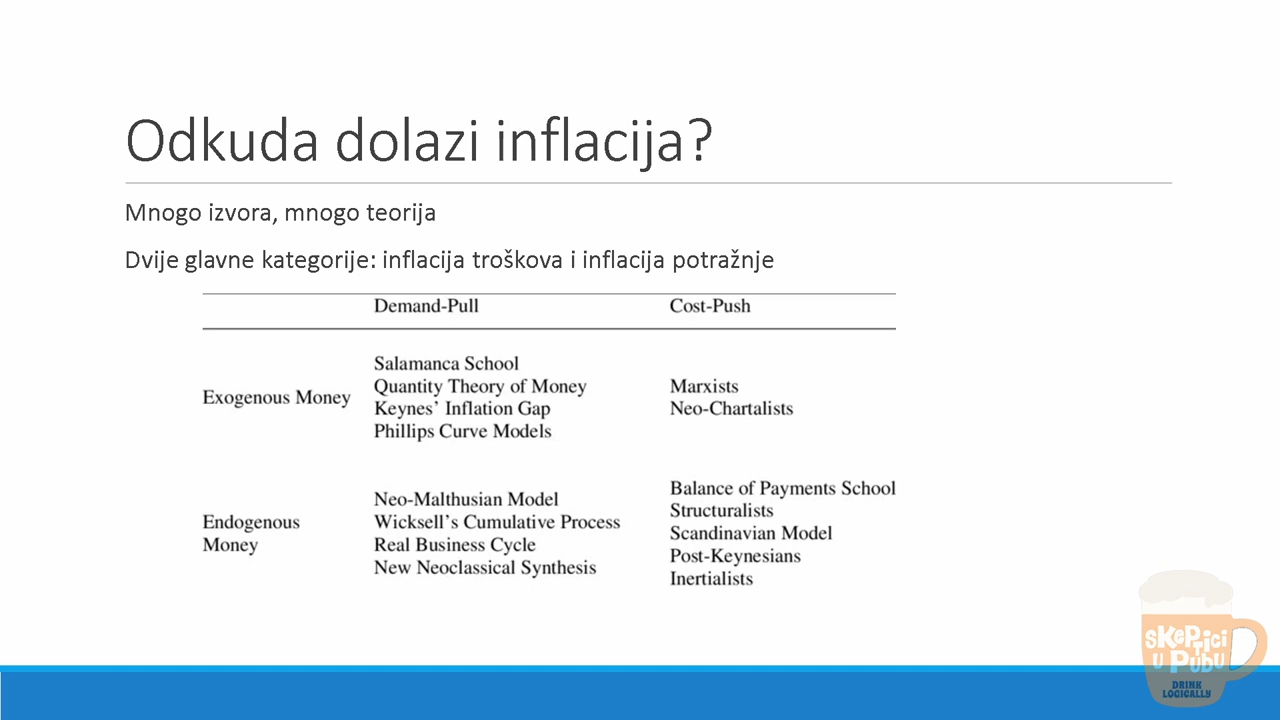 Odkuda dolazi inflacija?
Mnogo izvora, mnogo teorija
Dvije glavne kategorije: inflacija troškova i inflacija potražnje
Demand-Pull Cost-Push
Exogenous Money
Salamanca School
Quantity Theory of Money
Keynes’ Inflation Gap
Phillips Curve Models
Marxists
Neo-Chartalists
Endogenous
Money
Neo-Malthusian Model
Wicksell’s Cumulative Process
Real Business Cycle
New Neoclassical Synthesis
Balance of Payments School
Structuralists
Scandinavian Model
Post-Keynesians
Inertialists
SKePTiCi
u PuBu
DRINK
LOGICALLY